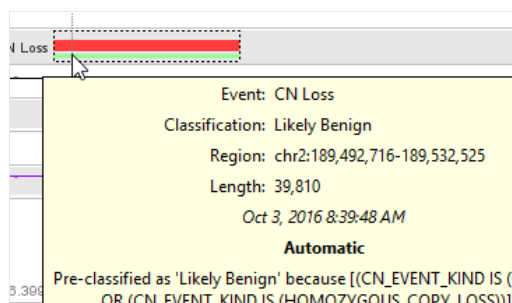 Loss
Event: CN Loss
Classification: Likely Benign
Region: chr2:189,492,716-189,532,525
Length: 39,810
Oct 3, 2016 8:39:48 AM
Automatic
Pre-classified as 'Likely Benign' because [(CN_EVENT_KIND IS (
OR (CN_EVENT_KIND IS (HOMOZYGOUS_COPY_LOSS))]